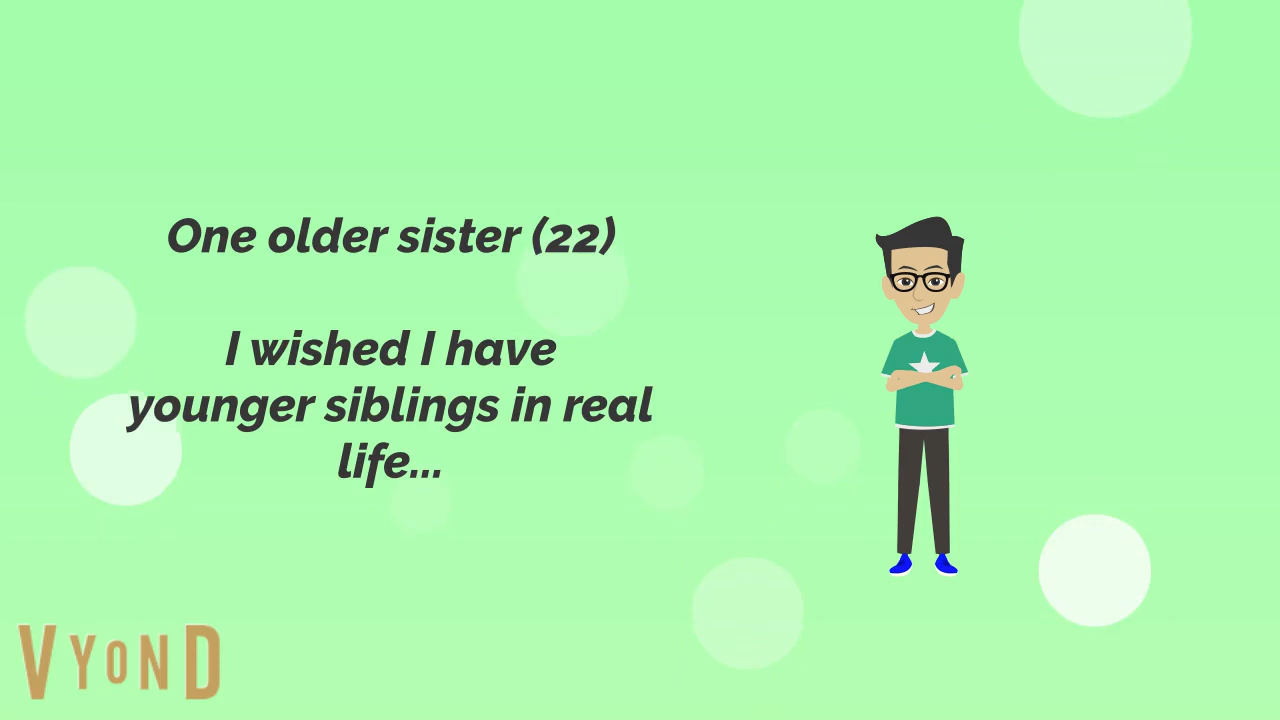 One older sister (22)
I wished I have
younger siblings in real
life...
VYOND